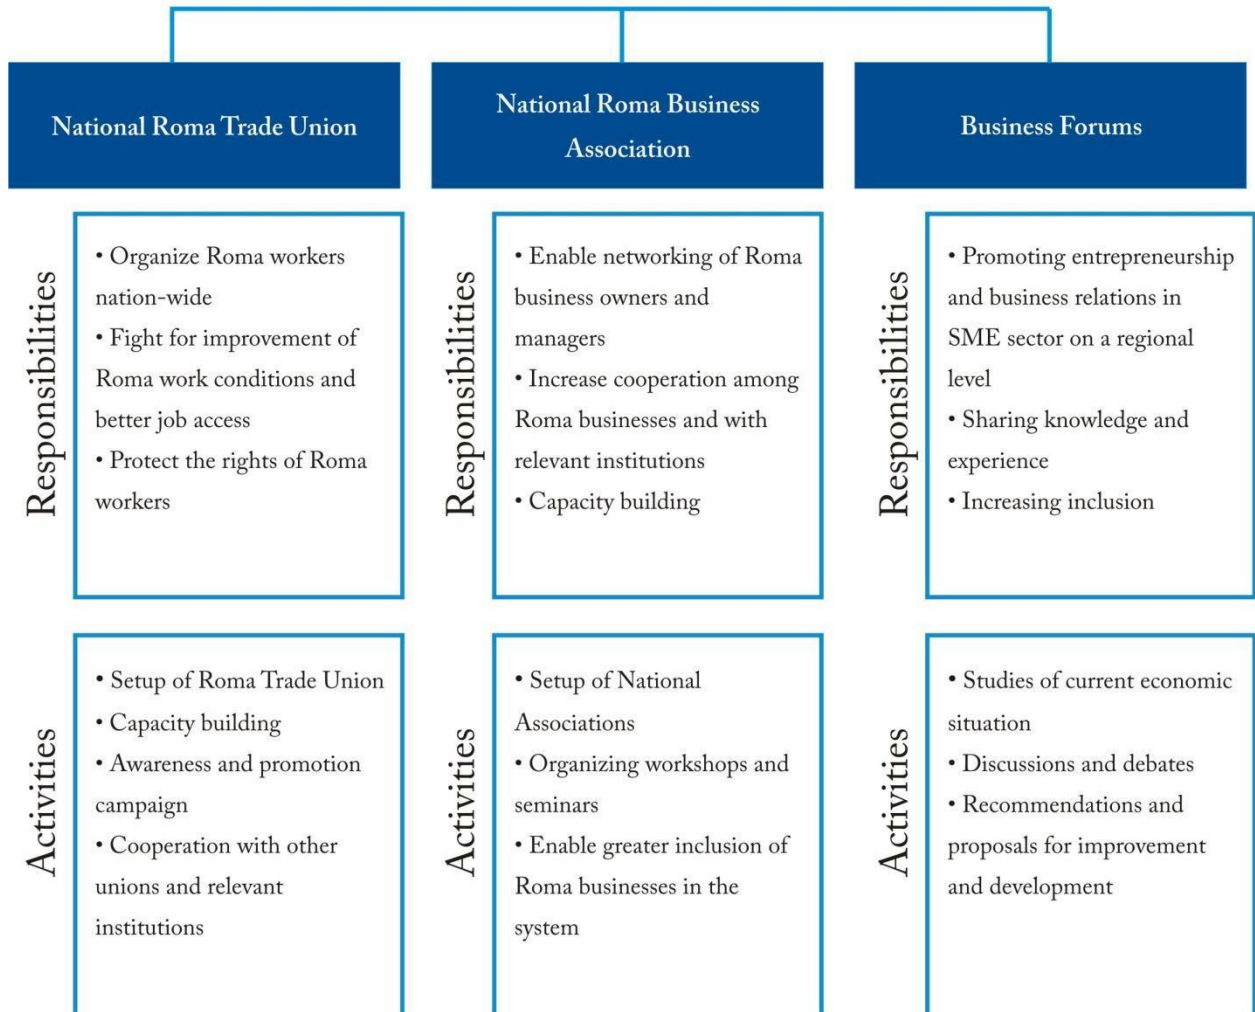 National Roma Trade Union
National Roma Business
Association
Business Forums
Responsibilities
• Organize Roma workers
nation-wide
• Fight for improvement of
Roma work conditions and
better job access
• Protect the rights of Roma
workers
Responsibilities
• Enable networking of Roma
business owners and
managers
• Increase cooperation among
Roma businesses and with
relevant institutions
• Capacity building
Responsibilities
• Promoting entrepreneurship
and business relations in
SME sector on a regional
level
• Sharing knowledge and
experience
• Increasing inclusion
Activities
• Setup of Roma Trade Union
• Capacity building
• Awareness and promotion
campaign
• Cooperation with other
unions and relevant
institutions
Activities
• Setup of National
Associations
• Organizing workshops and
seminars
• Enable greater inclusion of
Roma businesses in the
system
Activities
• Studies of current economic
situation
• Discussions and debates
• Recommendations and
proposals for improvement
and development